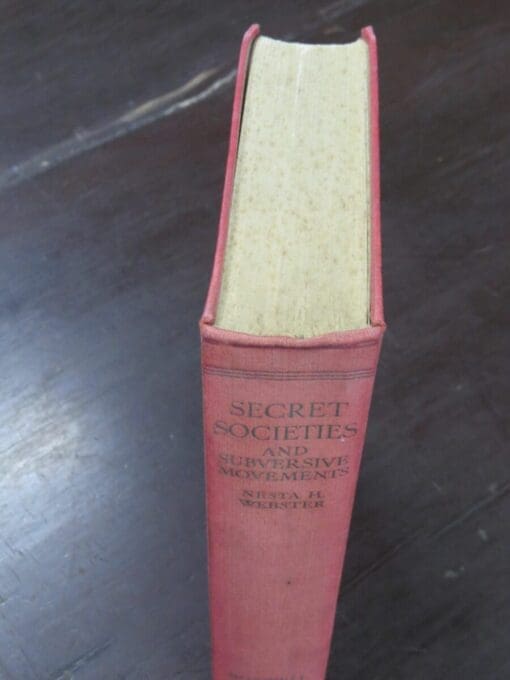 SECRET
SOCIETIES
AND
SUBVERSIVE
MOVEMENTS
NESTA H.
WEBSTER